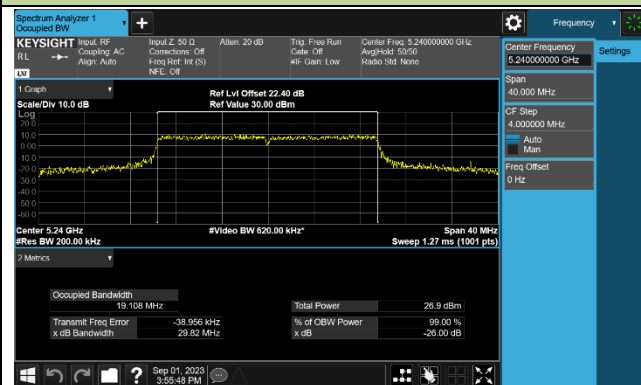 Spectrum Analyzer 1
Occupied BW
Frequency
KEYSIGHT Input: RF
RL Coupling: AC
Align: Auto
LXI
Input Z: 50 Ω
Corrections: Off
Freq Ref: Int (S)
NFE: Off
Atten: 20 dB
Trig: Free Run
Gate: Off
#IF Gain: Low
Center Freq: 5.240000000 GHz
Avg|Hold: 50/50
Radio Std: None
Center Frequency
5.240000000 GHz
Settings
Span
40.000 MHz
CF Step
4.000000 MHz
Auto
Man
Freq Offset
0 Hz
1 Graph
Scale/Div 10.0 dB
Ref Lvl Offset 22.40 dB
Ref Value 30.00 dBm
Log
20.0
10.0
0.00
-10.0
-20.0
-30.0
-40.0
-50.0
-60.0
Center 5.24 GHz
#Video BW 620.00 kHz*
Span 40 MHz
#Res BW 200.00 kHz
Sweep 1.27 ms (1001 pts)
2 Metrics
Occupied Bandwidth
19.108 MHz
Total Power 26.9 dBm
Transmit Freq Error -38.956 kHz
% of OBW Power 99.00 %
x dB Bandwidth 29.82 MHz
x dB -26.00 dB
Sep 01, 2023
3:55:48 PM